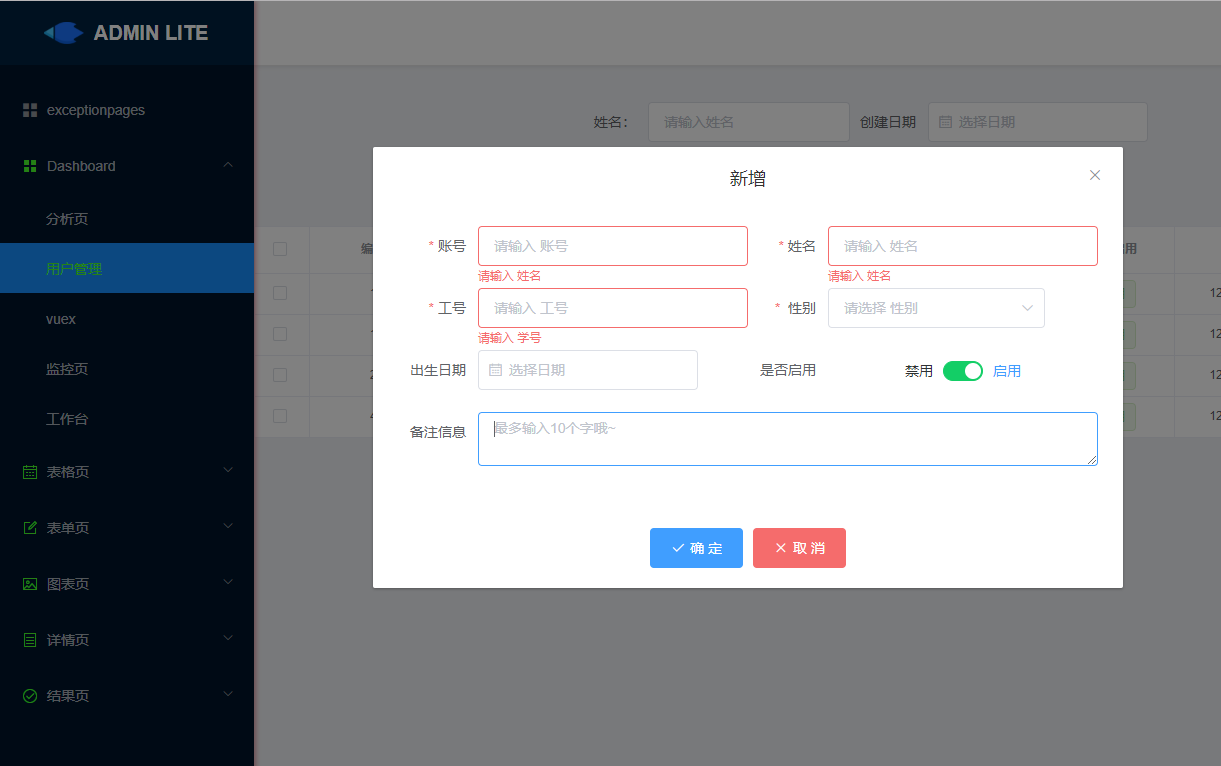 ADMIN LITE
exceptionpages
Dashboard
分析页
用户管理
vuex
监控页
工作台
表格页
表单页
图表页
详情页
结果页
姓名： 请输入姓名 创建日期 选择日期
新增
* 账号 请输入 账号 * 姓名 请输入 姓名
请输入 姓名 请输入 姓名
* 工号 请输入 工号 * 性别 请选择 性别
请输入 学号
出生日期 选择日期 是否启用 禁用 启用
备注信息 最多输入10个字哦~
确 定 取 消
编
用
12
12
12
12